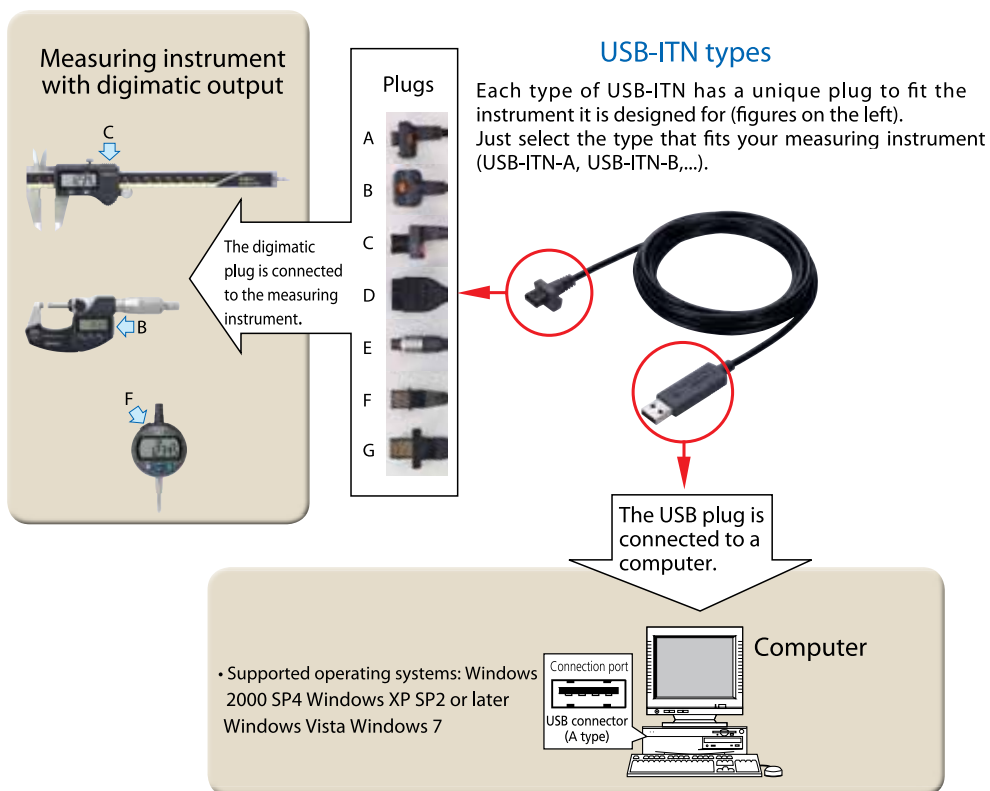 Measuring instrument
with digimatic output
C
B
F
Plugs
A
B
C
D
E
F
G
The digimatic
plug is connected
to the measuring
instrument.
USB-ITN types
Each type of USB-ITN has a unique plug to fit the
instrument it is designed for (figures on the left).
Just select the type that fits your measuring instrument
(USB-ITN-A, USB-ITN-B,...).
The USB plug is
connected to a
computer.
• Supported operating systems: Windows
2000 SP4 Windows XP SP2 or later
Windows Vista Windows 7
Connection port
USB connector
(A type)
Computer